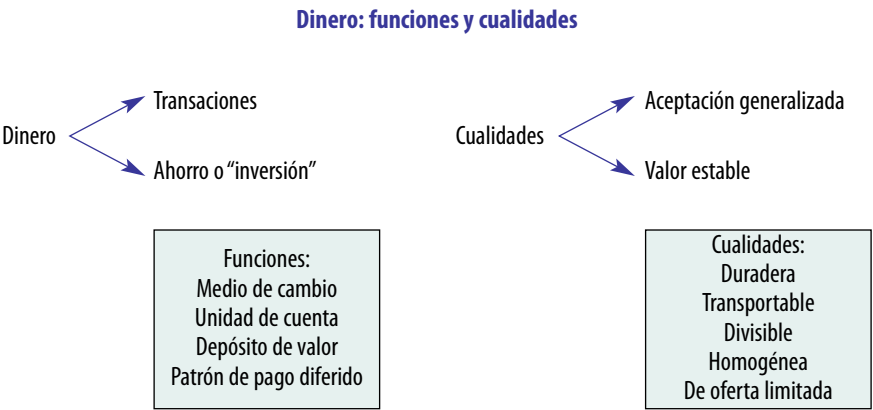 Dinero: funciones y cualidades
Transaciones
Dinero
Ahorro o “inversión”
Aceptación generalizada
Cualidades
Valor estable
Funciones:
Medio de cambio
Unidad de cuenta
Depósito de valor
Patrón de pago diferido
Cualidades:
Duradera
Transportable
Divisible
Homogénea
De oferta limitada